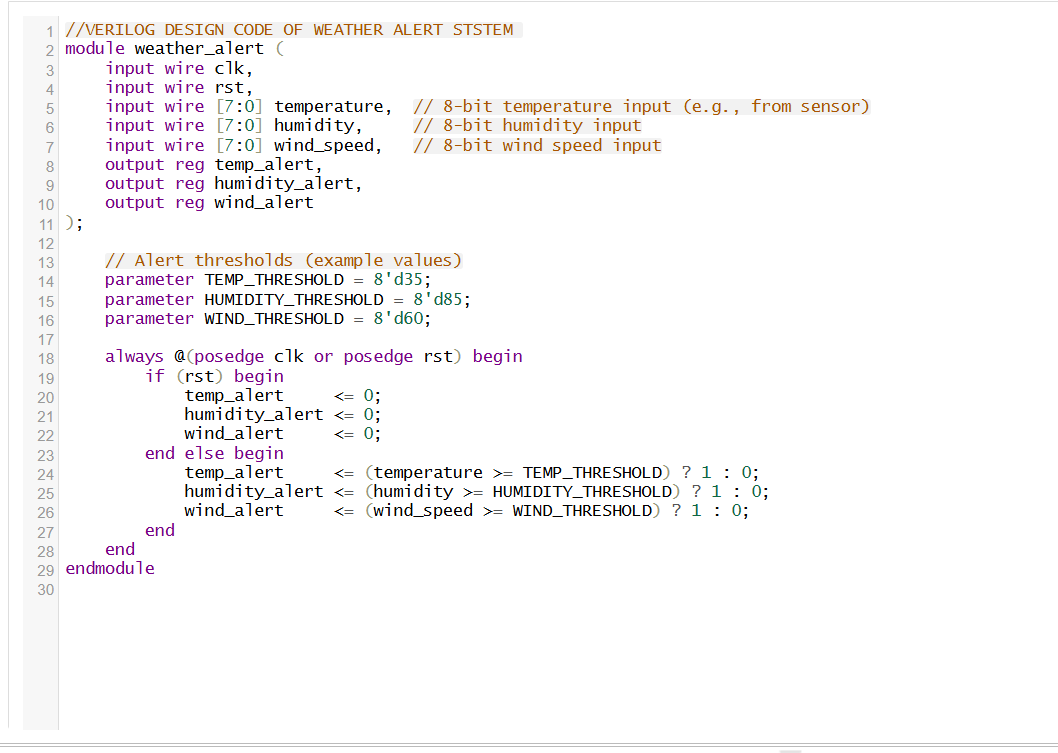 1 //VERILOG DESIGN CODE OF WEATHER ALERT STSTEM
2 module weather_alert (
3     input wire clk,
4     input wire rst,
5     input wire [7:0] temperature,  // 8-bit temperature input (e.g., from sensor)
6     input wire [7:0] humidity,     // 8-bit humidity input
7     input wire [7:0] wind_speed,   // 8-bit wind speed input
8     output reg temp_alert,
9     output reg humidity_alert,
10     output reg wind_alert
11 );
12
13     // Alert thresholds (example values)
14     parameter TEMP_THRESHOLD = 8'd35;
15     parameter HUMIDITY_THRESHOLD = 8'd85;
16     parameter WIND_THRESHOLD = 8'd60;
17
18     always @(posedge clk or posedge rst) begin
19         if (rst) begin
20             temp_alert     <= 0;
21             humidity_alert <= 0;
22             wind_alert     <= 0;
23         end else begin
24             temp_alert     <= (temperature >= TEMP_THRESHOLD) ? 1 : 0;
25             humidity_alert <= (humidity >= HUMIDITY_THRESHOLD) ? 1 : 0;
26             wind_alert     <= (wind_speed >= WIND_THRESHOLD) ? 1 : 0;
27         end
28     end
29 endmodule
30